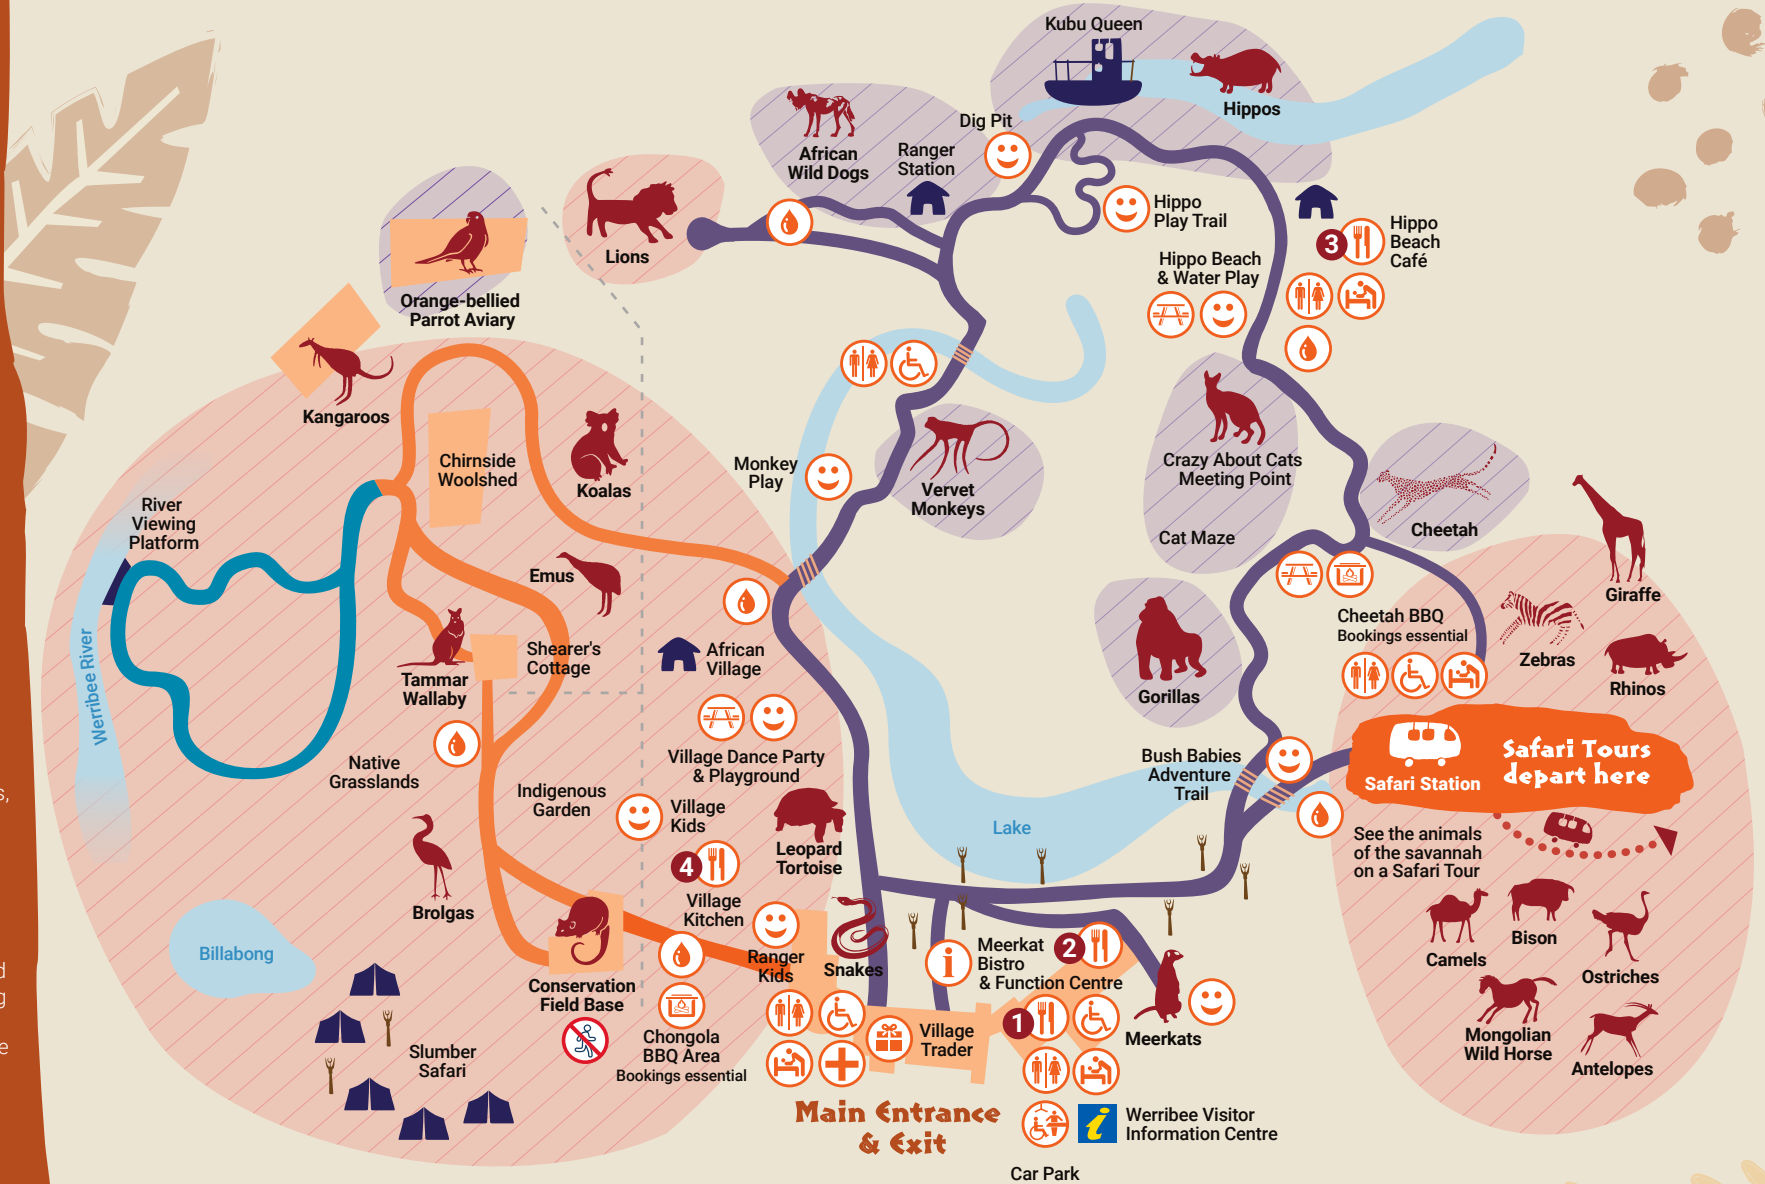 Kubu Queen
Hippos
Dig Pit
African
Wild Dogs
Ranger
Station
Hippo
Play Trail
Lions
Orange-bellied
Parrot Aviary
Hippo Beach
& Water Play
3
Hippo
Beach
Café
Kangaroos
Chirnside
Woolshed
Koalas
Monkey
Play
Vervet
Monkeys
Crazy About Cats
Meeting Point
Cat Maze
Cheetah
River
Viewing
Platform
Werribee River
Emus
Giraffe
Zebras
Rhinos
Cheetah BBQ
Bookings essential
African
Village
Shearer's
Cottage
Tammar
Wallaby
Gorillas
Village Dance Party
& Playground
Native
Grasslands
Indigenous
Garden
Village
Kids
Bush Babies
Adventure
Trail
Safari Station
Safari Tours
depart here
s,
Lake
See the animals
of the savannah
on a Safari Tour
Leopard
Tortoise
4
Village
Kitchen
Brolgas
Billabong
Ranger
Kids
Snakes
Meerkat
Bistro
& Function Centre
2
Camels
Bison
Ostriches
d
g
e
Conservation
Field Base
Chongola
BBQ Area
Bookings essential
i
Village
Trader
1
Meerkats
Mongolian
Wild Horse
Antelopes
Slumber
Safari
Main Entrance
& Exit
i
Werribee Visitor
Information Centre
Car Park